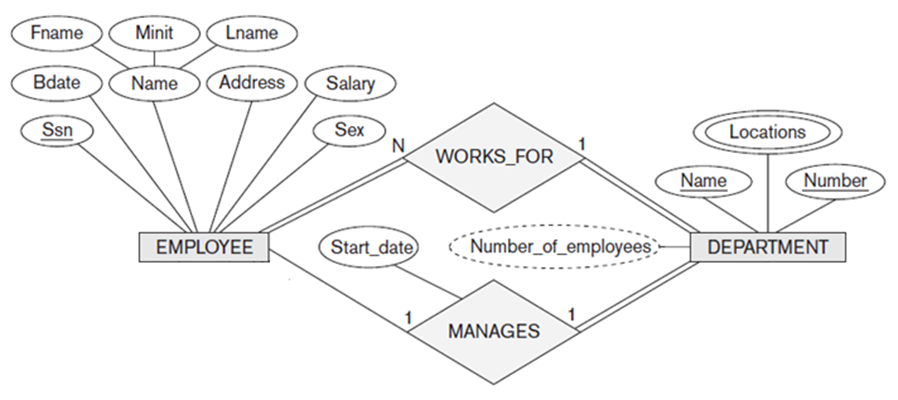 Fname
Minit
Lname
Bdate
Name
Address
Salary
Ssn
Sex
N
WORKS_FOR
1
Locations
Name
Number
EMPLOYEE
Start_date
Number_of_employees
DEPARTMENT
1
MANAGES
1